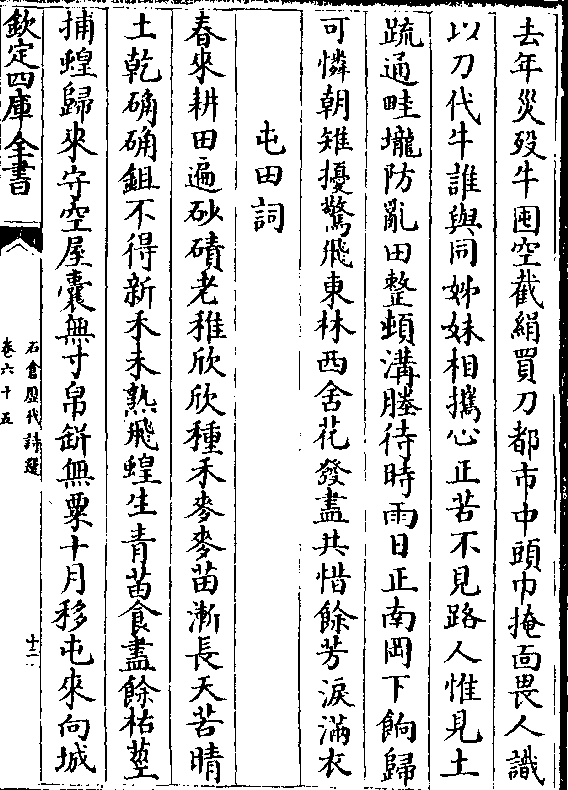 去年災殁牛囤空截絹買刀都市中頭巾掩面畏人識
以刀代牛誰與同姊妹相攜心正苦不見路人惟見土
疏通畦壠防亂田整頓溝塍待時雨日正南岡下餉歸
可憐朝雉擾驚飛東林西舍花發盡共惜餘芳淚滿衣
屯田詞
春來耕田遍砂磧老稚欣欣種禾麥麥苗漸長天苦晴
土乾确确鉏不得新禾未熟飛蝗生青苗食盡餘枯莖
捕蝗歸來守空屋囊無寸帛缾無粟十月移屯來向城
欽定四庫全書
石倉歷代詩選
卷六十五
十二